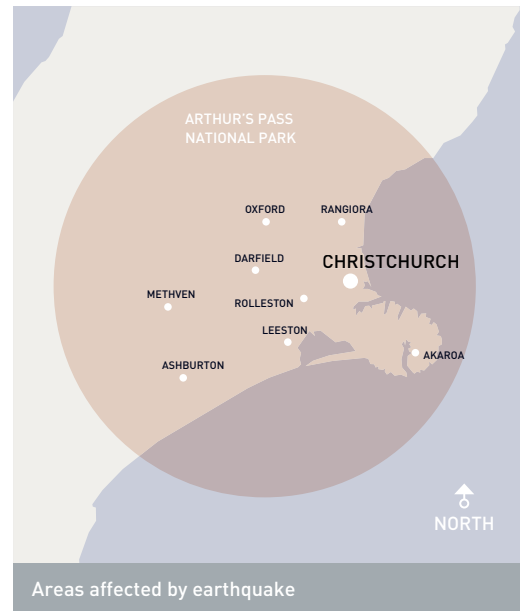 ARTHUR'S PASS
NATIONAL PARK
OXFORD
RANGIORA
DARFIELD
CHRISTCHURCH
METHVEN
ROLLESTON
LEESTON
AKAROA
ASHBURTON
NORTH
Areas affected by earthquake